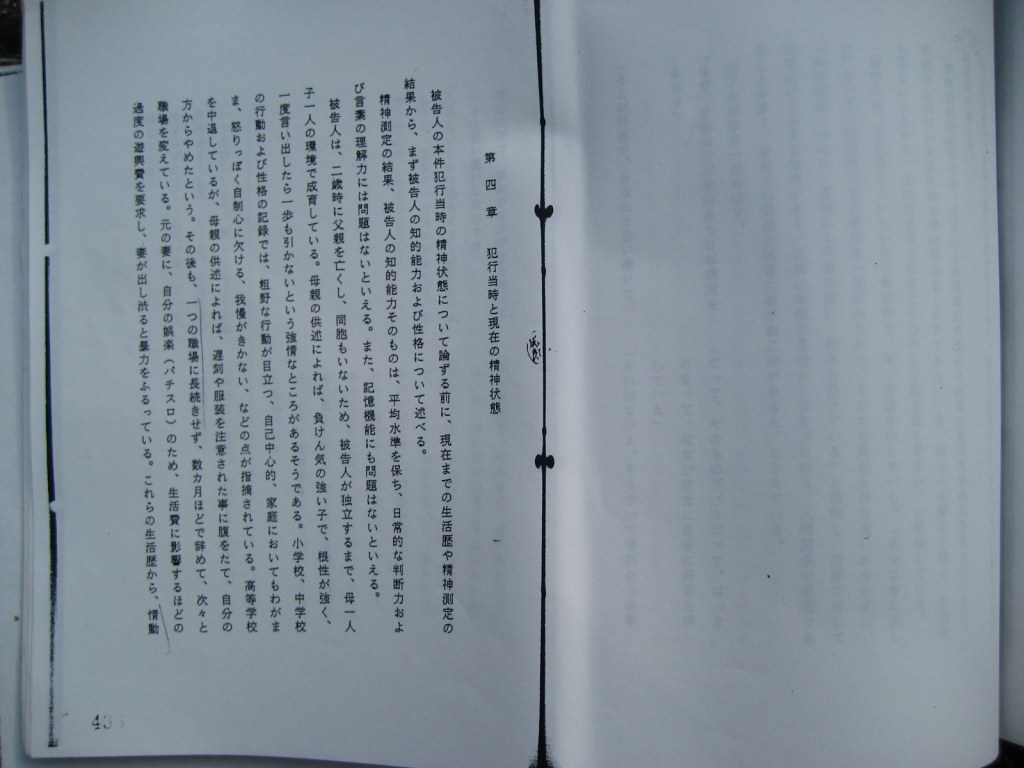 第四章　犯行当時と現在の精神状態
被告人の本件犯行当時の精神状態について論ずる前に、現在までの生活歴や精神測定の
結果から、まず被告人の知的能力および性格について述べる。
精神測定の結果、被告人の知的能力そのものは、平均水準を保ち、日常的な判断力およ
び言葉の理解力には問題はないといえる。また、記憶機能にも問題はないといえる。
被告人は、二歳時に父親を亡くし、同胞もいないため、被告人が独立するまで、母一人
子一人の環境で成育している。母親の供述によれば、負けん気の強い子で、根性が強く、
一度言い出したら一歩も引かないという強情なところがあるそうである。小学校、中学校
の行動および性格の記録では、粗野な行動が目立つ、自己中心的、家庭においてもわがま
ま、怒りっぽく自制心に欠ける、我慢がきかない、などの点が指摘されている。高等学校
を中退しているが、母親の供述によれば、遅刻や服装を注意された事に腹をたて、自分の
方からやめたという。その後も、一つの職場に長続きせず、数カ月ほどで辞めて、次々と
職場を変えている。元の妻に、自分の娯楽（パチスロ）のため、生活費に影響するほどの
過度の遊興費を要求し、妻が出し渋ると暴力をふるっている。これらの生活歴から、情動